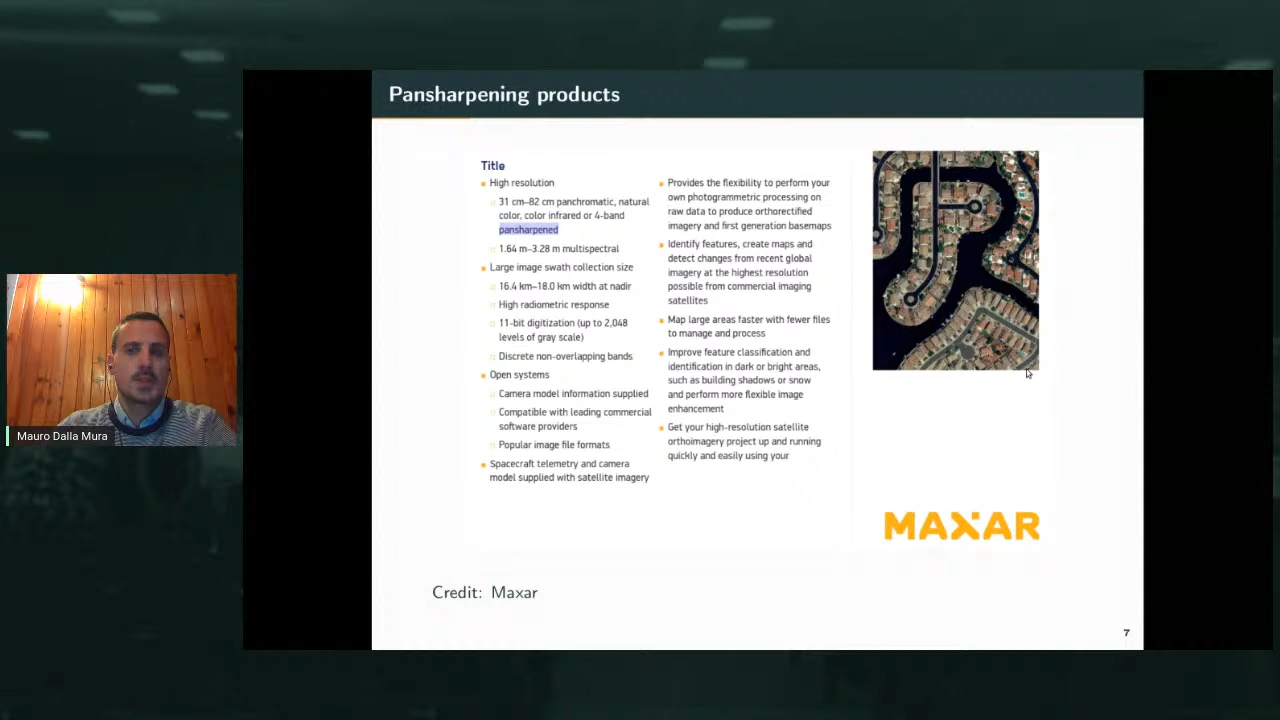 Pansharpening products
Title
High resolution
31 cm–82 cm panchromatic, natural
color, color infrared or 4-band
pansharpened
1.64 m–3.28 m multispectral
Large image swath collection size
16.4 km–18.0 km width at nadir
High radiometric response
11-bit digitization (up to 2,048
levels of gray scale)
Discrete non-overlapping bands
Open systems
Camera model information supplied
Compatible with leading commercial
software providers
Popular image file formats
Spacecraft telemetry and camera
model supplied with satellite imagery
Provides the flexibility to perform your
own photogrammetric processing on
raw data to produce orthorectified
imagery and first generation basemaps
Identify features, create maps and
detect changes from recent global
imagery at the highest resolution
possible from commercial imaging
satellites
Map large areas faster with fewer files
to manage and process
Improve feature classification and
identification in dark or bright areas,
such as building shadows or snow
and perform more flexible image
enhancement
Get your high-resolution satellite
orthoimagery project up and running
quickly and easily using your
MAXAR
Credit: Maxar
7
Mauro Dalla Mura